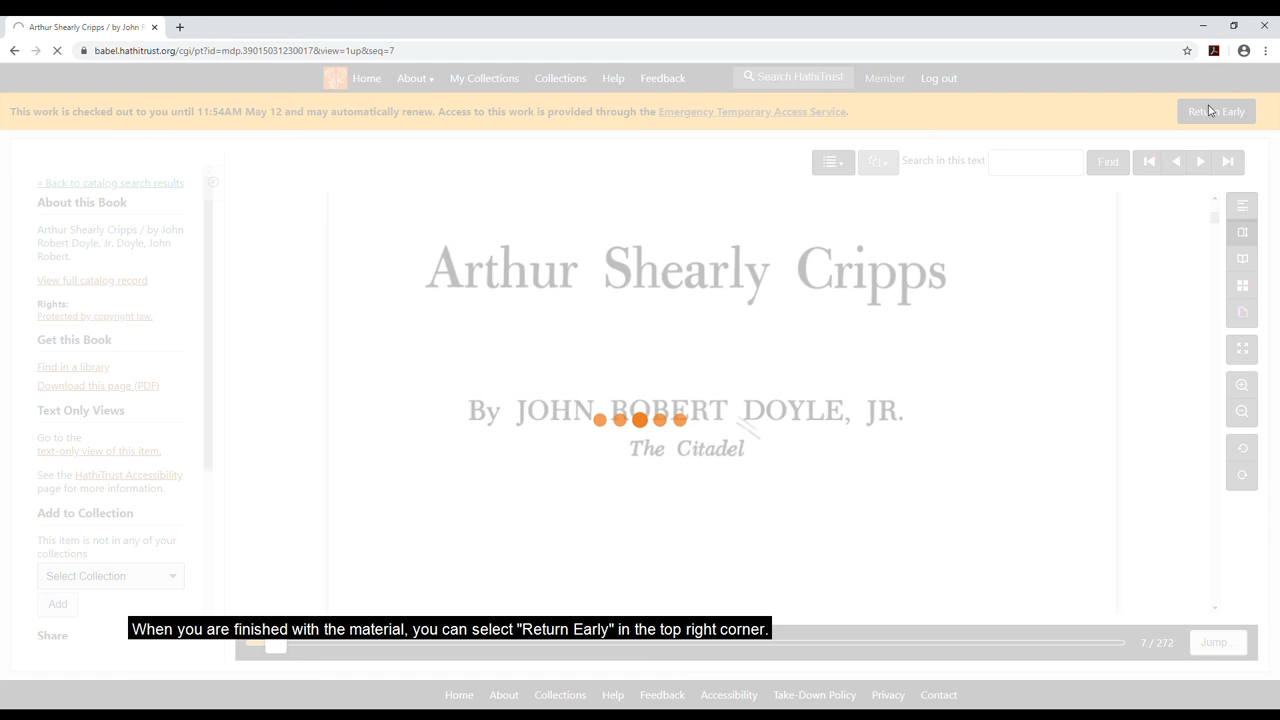 Arthur Shearly Cripps / by John R
babel.hathitrust.org/cgi/pt?id=mdp.39015031230017&view=1up&seq=7
Home About My Collections Collections Help Feedback Search HathiTrust Member Log out
This work is checked out to you until 11:54AM May 12 and may automatically renew. Access to this work is provided through the Emergency Temporary Access Service. Return Early
Search in this text Find
« Back to catalog search results
About this Book
Arthur Shearly Cripps / by John
Robert Doyle, Jr. Doyle, John
Robert.
View full catalog record
Rights:
Protected by copyright law.
Get this Book
Find in a library
Download this page (PDF)
Text Only Views
Go to the
text-only view of this item.
See the HathiTrust Accessibility
page for more information.
Add to Collection
This item is not in any of your
collections
Select Collection
Add
Share
Arthur Shearly Cripps
By JOHN ROBERT DOYLE, JR.
The Citadel
When you are finished with the material, you can select "Return Early" in the top right corner.
7 / 272 Jump...
Home About Collections Help Feedback Accessibility Take-Down Policy Privacy Contact